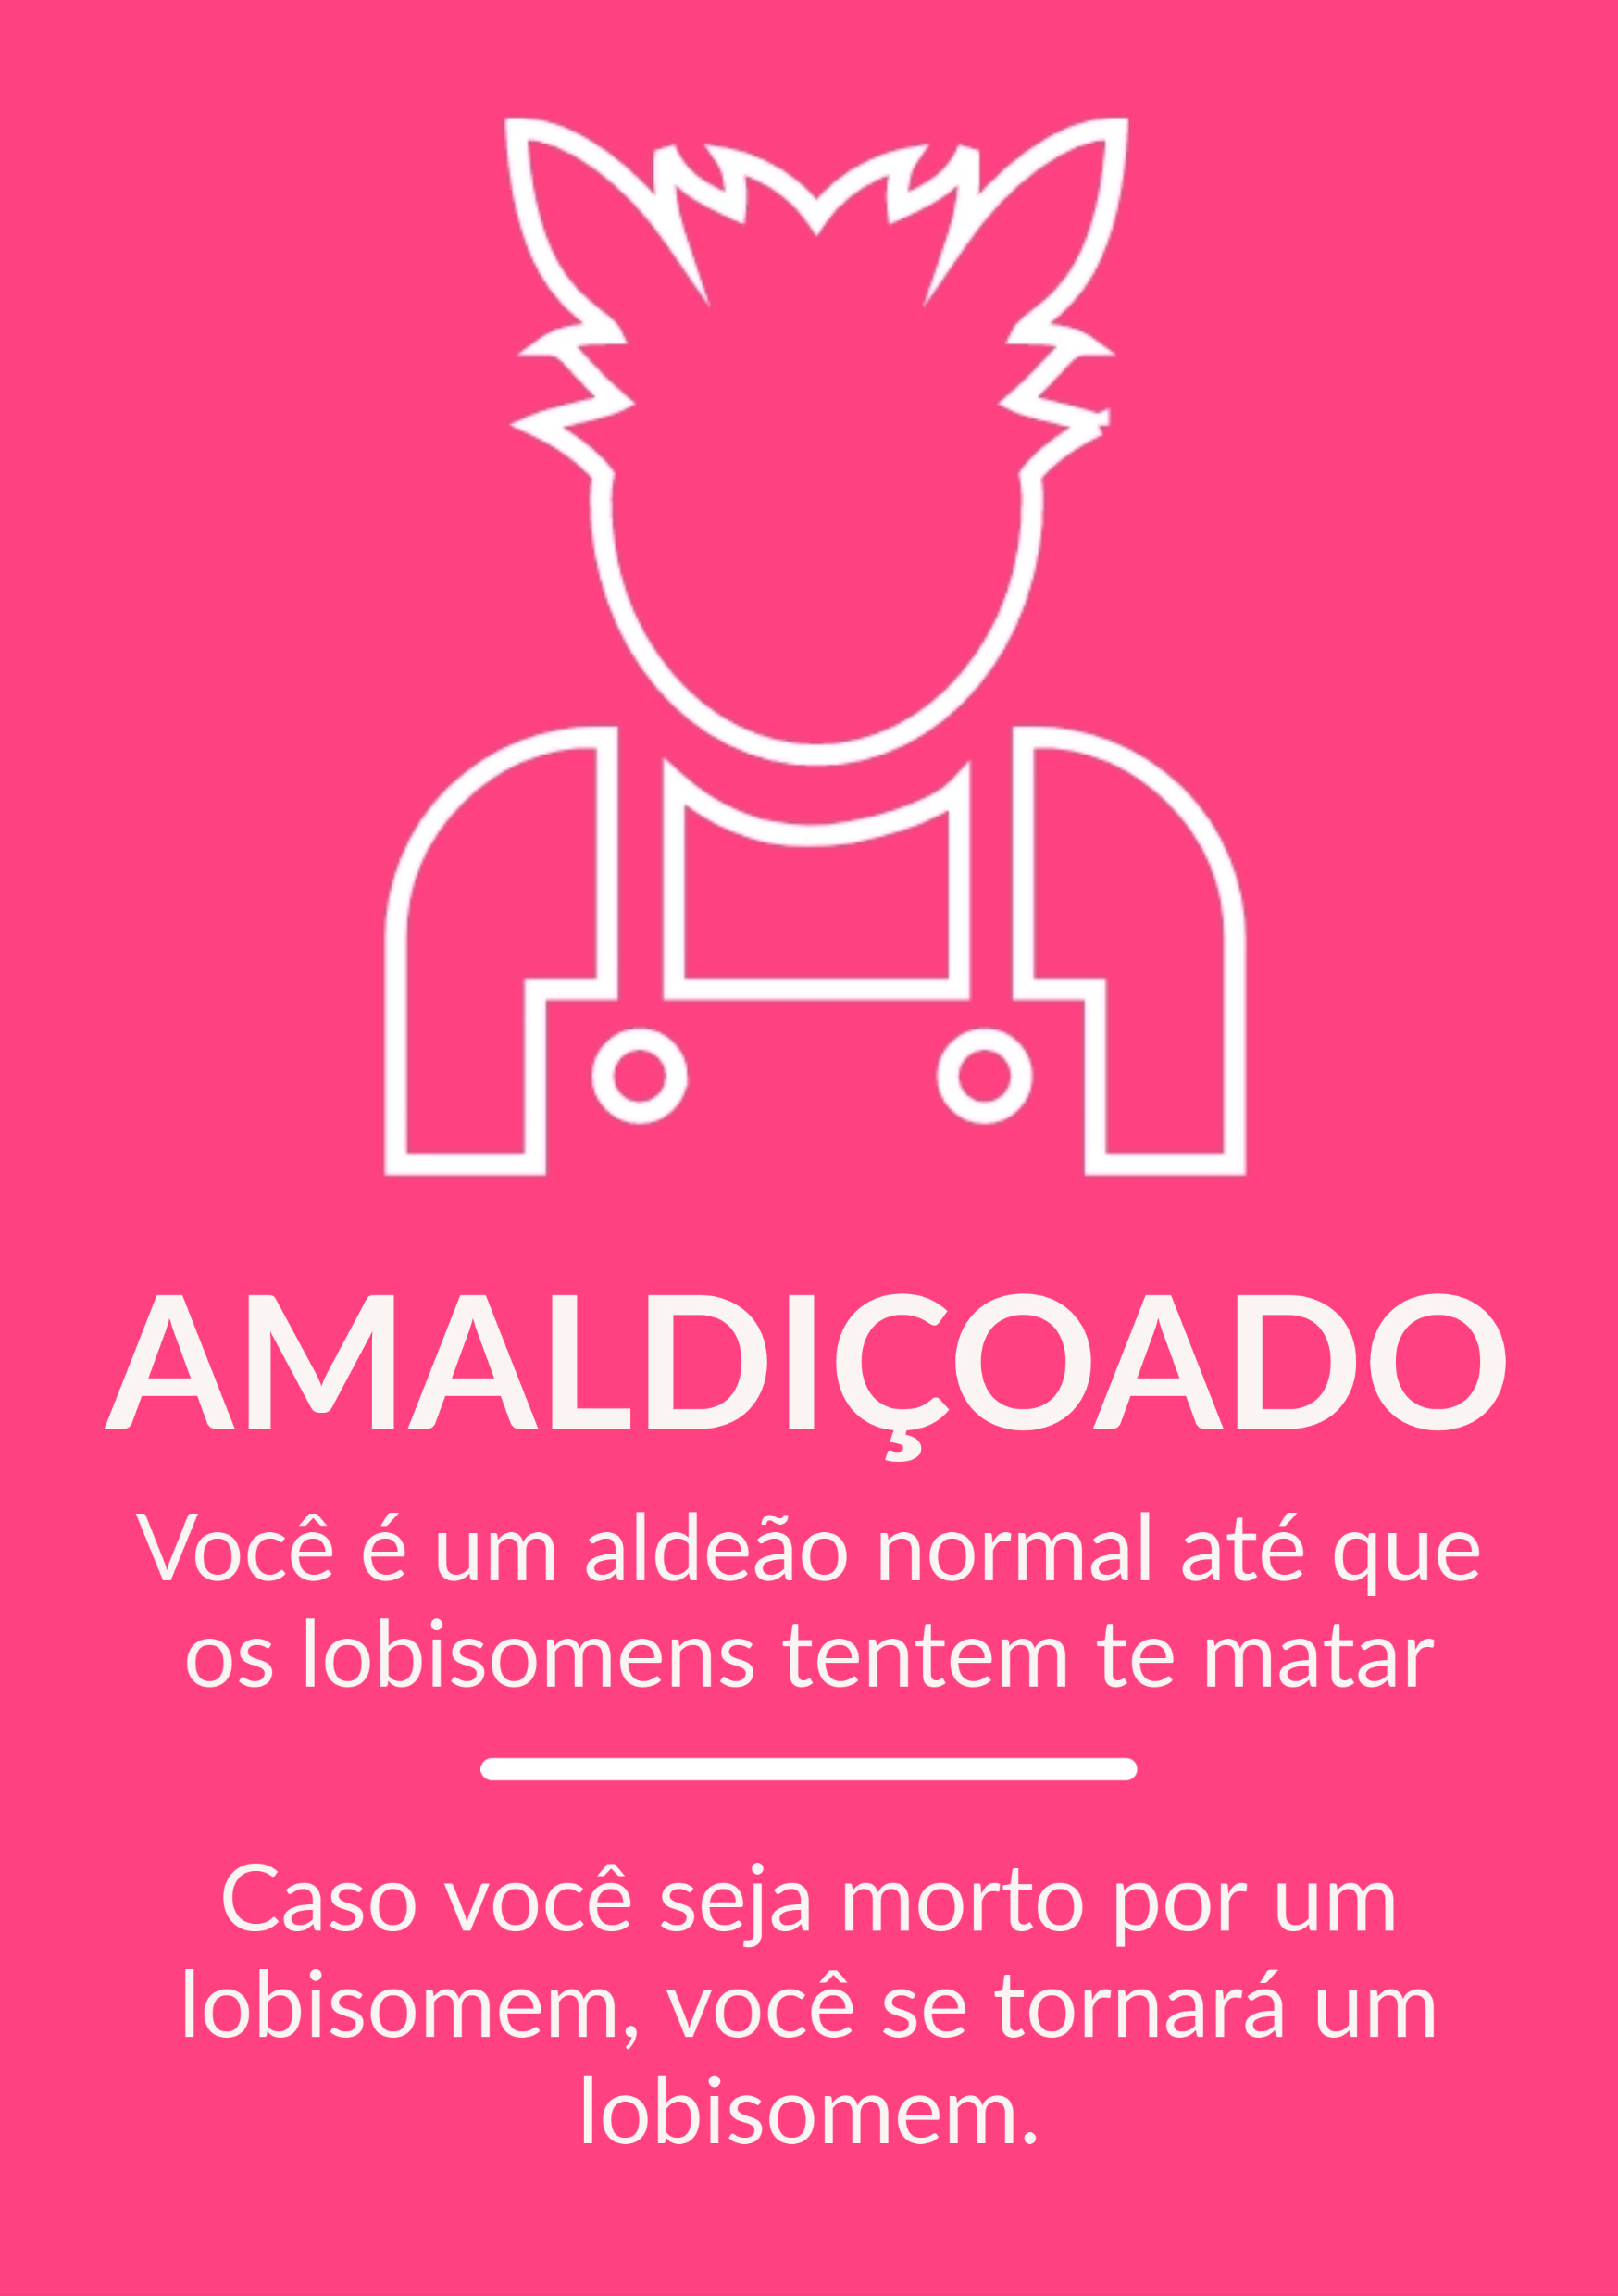 AMALDIÇOADO
Você é um aldeão normal até que
os lobisomens tentem te matar
Caso você seja morto por um
lobisomem, você se tornará um
lobisomem.